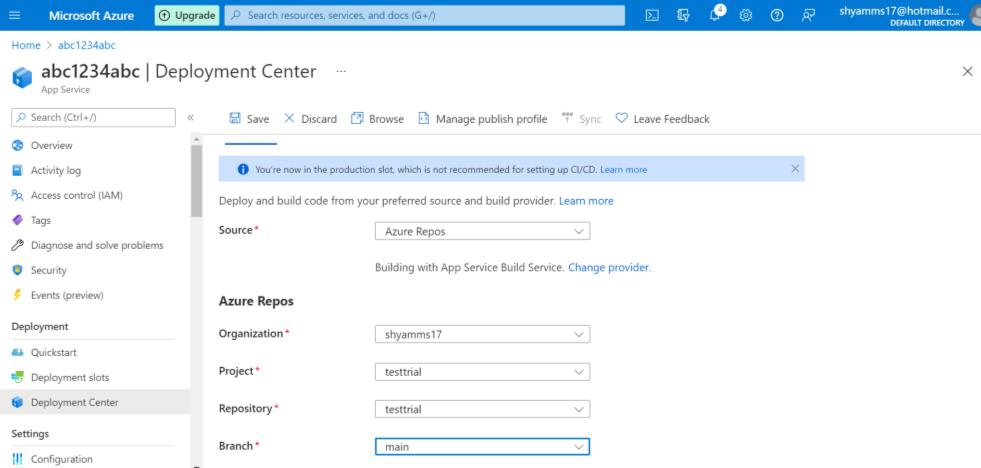 Microsoft Azure
Upgrade
Search resources, services, and docs (G+/)
4
shyamms17@hotmail.c...
DEFAULT DIRECTORY
Home > abc1234abc
abc1234abc | Deployment Center ...
App Service
Search (Ctrl+/)
Save
Discard
Browse
Manage publish profile
Sync
Leave Feedback
Overview
Activity log
Access control (IAM)
Tags
Diagnose and solve problems
Security
Events (preview)
Deployment
Quickstart
Deployment slots
Deployment Center
Settings
Configuration
You're now in the production slot, which is not recommended for setting up CI/CD. Learn more
Deploy and build code from your preferred source and build provider. Learn more
Source*
Azure Repos
Building with App Service Build Service. Change provider.
Azure Repos
Organization*
shyamms17
Project*
testtrial
Repository*
testtrial
Branch*
main